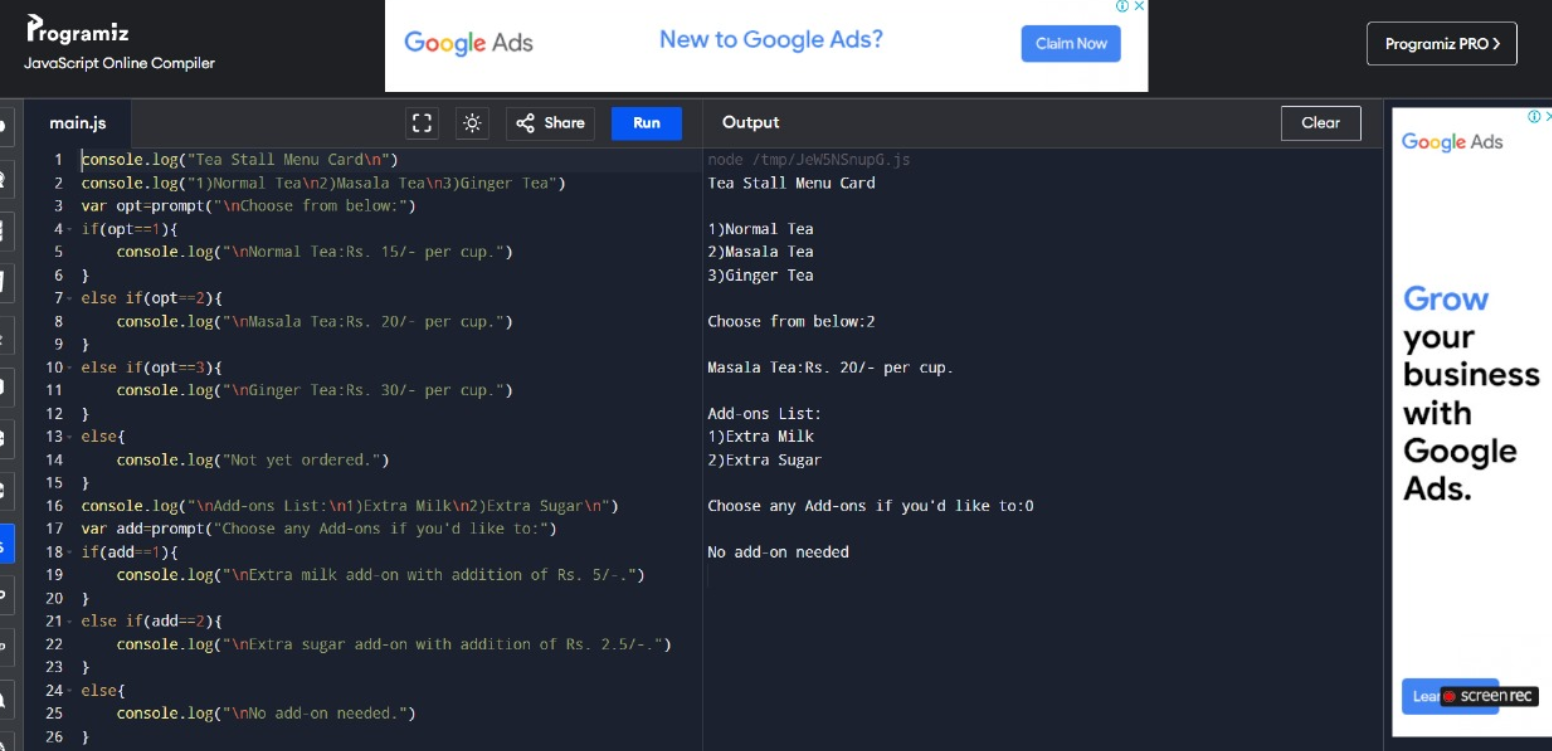 Programiz
JavaScript Online Compiler
Google Ads
New to Google Ads?
Claim Now
Programiz PRO
main.js
Share
Run
1 console.log("Tea Stall Menu Card\n")
2 console.log("1)Normal Tea\n2)Masala Tea\n3)Ginger Tea")
3 var opt=prompt("\nChoose from below:")
4 if(opt==1){
5 console.log("\nNormal Tea:Rs. 15/- per cup.")
6 }
7 else if(opt==2){
8 console.log("\nMasala Tea:Rs. 20/- per cup.")
9 }
10 else if(opt==3){
11 console.log("\nGinger Tea:Rs. 30/- per cup.")
12 }
13 else{
14 console.log("Not yet ordered.")
15 }
16 console.log("\nAdd-ons List:\n1)Extra Milk\n2)Extra Sugar\n")
17 var add=prompt("Choose any Add-ons if you'd like to:")
18 if(add==1){
19 console.log("\nExtra milk add-on with addition of Rs. 5/-.")
20 }
21 else if(add==2){
22 console.log("\nExtra sugar add-on with addition of Rs. 2.5/-.")
23 }
24 else{
25 console.log("\nNo add-on needed.")
26 }
Output
Clear
node /tmp/JeW5NSnupG.js
Tea Stall Menu Card
1)Normal Tea
2)Masala Tea
3)Ginger Tea
Choose from below:2
Masala Tea:Rs. 20/- per cup.
Add-ons List:
1)Extra Milk
2)Extra Sugar
Choose any Add-ons if you'd like to:0
No add-on needed
Google Ads
Grow
your
business
with
Google
Ads.
screenrec